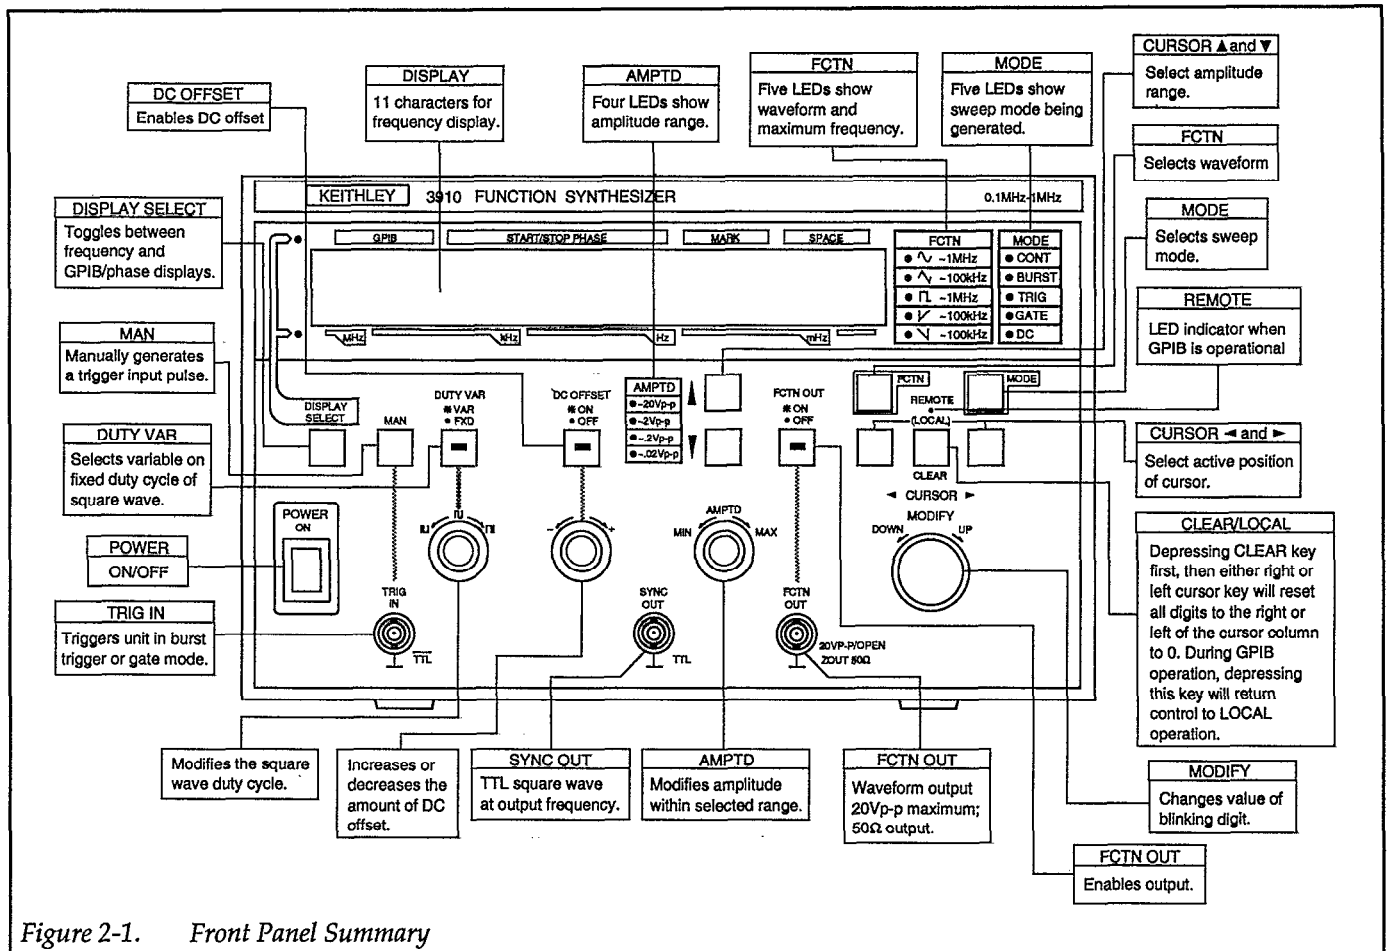 CURSOR ▲and ▼
Select amplitude
range.
DC OFFSET
Enables DC offset
DISPLAY
11 characters for
frequency display.
AMPTD
Four LEDs show
amplitude range.
FCTN
Five LEDs show
waveform and
maximum frequency.
MODE
Five LEDs show
sweep mode being
generated.
FCTN
Selects waveform
DISPLAY SELECT
Toggles between
frequency and
GPIB/phase displays.
MODE
Selects sweep
mode.
MAN
Manually generates
a trigger input pulse.
REMOTE
LED indicator when
GPIB is operational
DUTY VAR
Selects variable on
fixed duty cycle of
square wave.
CURSOR ◄ and ►
Select active position
of cursor.
POWER
ON/OFF
CLEAR/LOCAL
Depressing CLEAR key
first, then either right or
left cursor key will reset
all digits to the right or
left of the cursor column
to 0. During GPIB
operation, depressing
this key will return
control to LOCAL
operation.
TRIG IN
Triggers unit in burst
trigger or gate mode.
KEITHLEY 3910 FUNCTION SYNTHESIZER 0.1MHz-1MHz
GPIB START/STOP PHASE MARK SPACE
MHz kHz Hz mHz
FCTN
~1MHz
~100kHz
~1MHz
~100kHz
~100kHz
MODE
CONT
BURST
TRIG
GATE
DC
DISPLAY
SELECT
MAN
DUTY VAR
VAR
FXD
DC OFFSET
ON
OFF
AMPTD
~20Vp-p
~2Vp-p
~.2Vp-p
~.02Vp-p
▲
▼
FCTN OUT
ON
OFF
FCTN
MODE
REMOTE
(LOCAL)
CLEAR
◄ CURSOR ►
MODIFY
DOWN UP
POWER
ON
- +
AMPTD
MIN MAX
TRIG
IN
TTL
SYNC
OUT
TTL
FCTN
OUT
20VP-P/OPEN
ZOUT 50Ω
Modifies the square
wave duty cycle.
Increases or
decreases the
amount of DC
offset.
SYNC OUT
TTL square wave
at output frequency.
AMPTD
Modifies amplitude
within selected range.
FCTN OUT
Waveform output
20Vp-p maximum;
50Ω output.
MODIFY
Changes value of
blinking digit.
FCTN OUT
Enables output.
Figure 2-1. Front Panel Summary